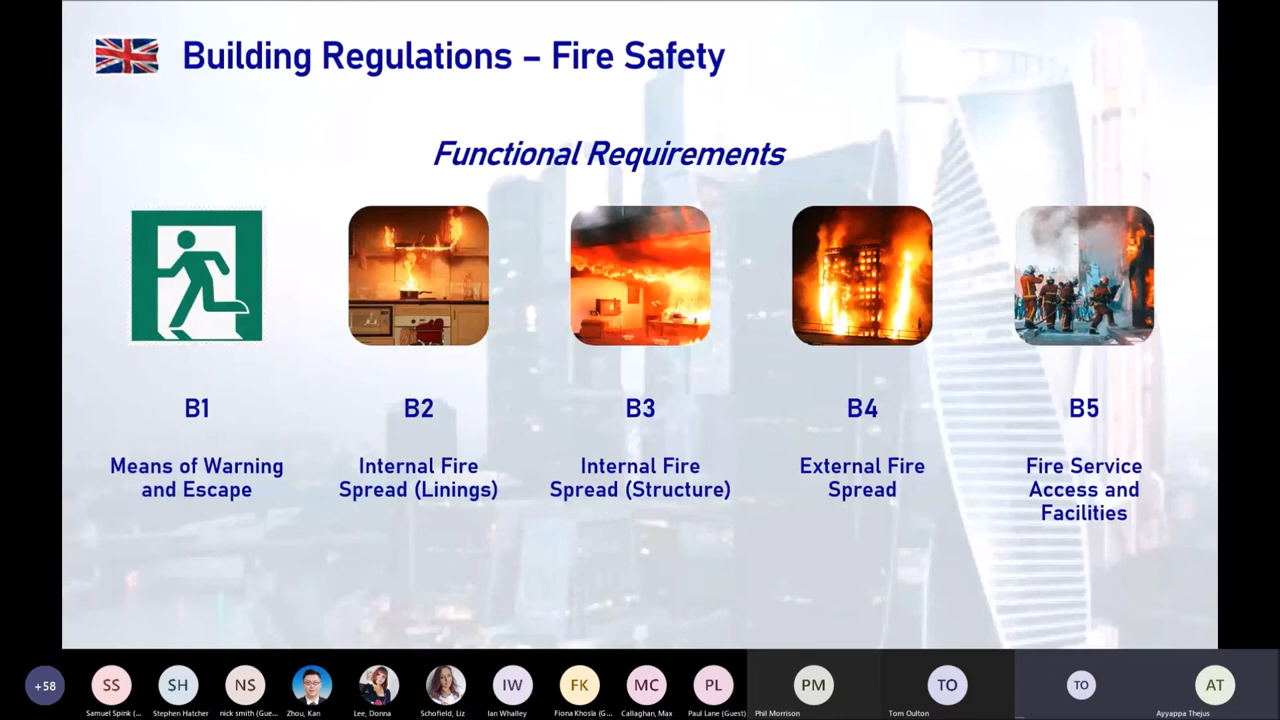 Building Regulations – Fire Safety
Functional Requirements
B1
B2
B3
B4
B5
Means of Warning
and Escape
Internal Fire
Spread (Linings)
Internal Fire
Spread (Structure)
External Fire
Spread
Fire Service
Access and
Facilities
+58
SS
SH
NS
IW
FK
MC
PL
PM
TO
TO
AT
Samuel Spink (...
Stephen Hatcher
nick smith (Gue...
Zhou, Kan
Lee, Donna
Schofield, Liz
Ian Whalley
Fiona Khosla (G...
Callaghan, Max
Paul Lane (Guest)
Phil Morrison
Tom Oulton
Ayyappa Thejus